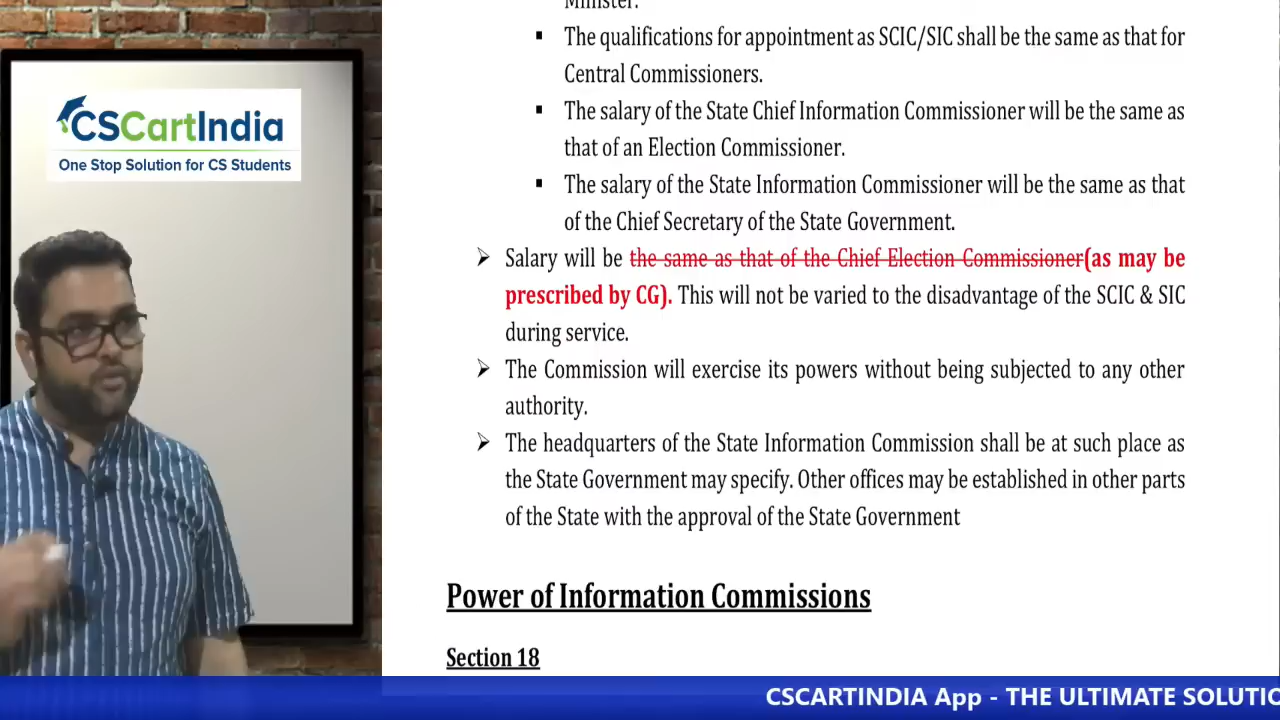 Minister.
▪ The qualifications for appointment as SCIC/SIC shall be the same as that for
Central Commissioners.
▪ The salary of the State Chief Information Commissioner will be the same as
that of an Election Commissioner.
▪ The salary of the State Information Commissioner will be the same as that
of the Chief Secretary of the State Government.
➢ Salary will be the same as that of the Chief Election Commissioner(as may be
prescribed by CG). This will not be varied to the disadvantage of the SCIC & SIC
during service.
➢ The Commission will exercise its powers without being subjected to any other
authority.
➢ The headquarters of the State Information Commission shall be at such place as
the State Government may specify. Other offices may be established in other parts
of the State with the approval of the State Government
Power of Information Commissions
Section 18
CSCartIndia
One Stop Solution for CS Students
CSCARTINDIA App - THE ULTIMATE SOLUTIO